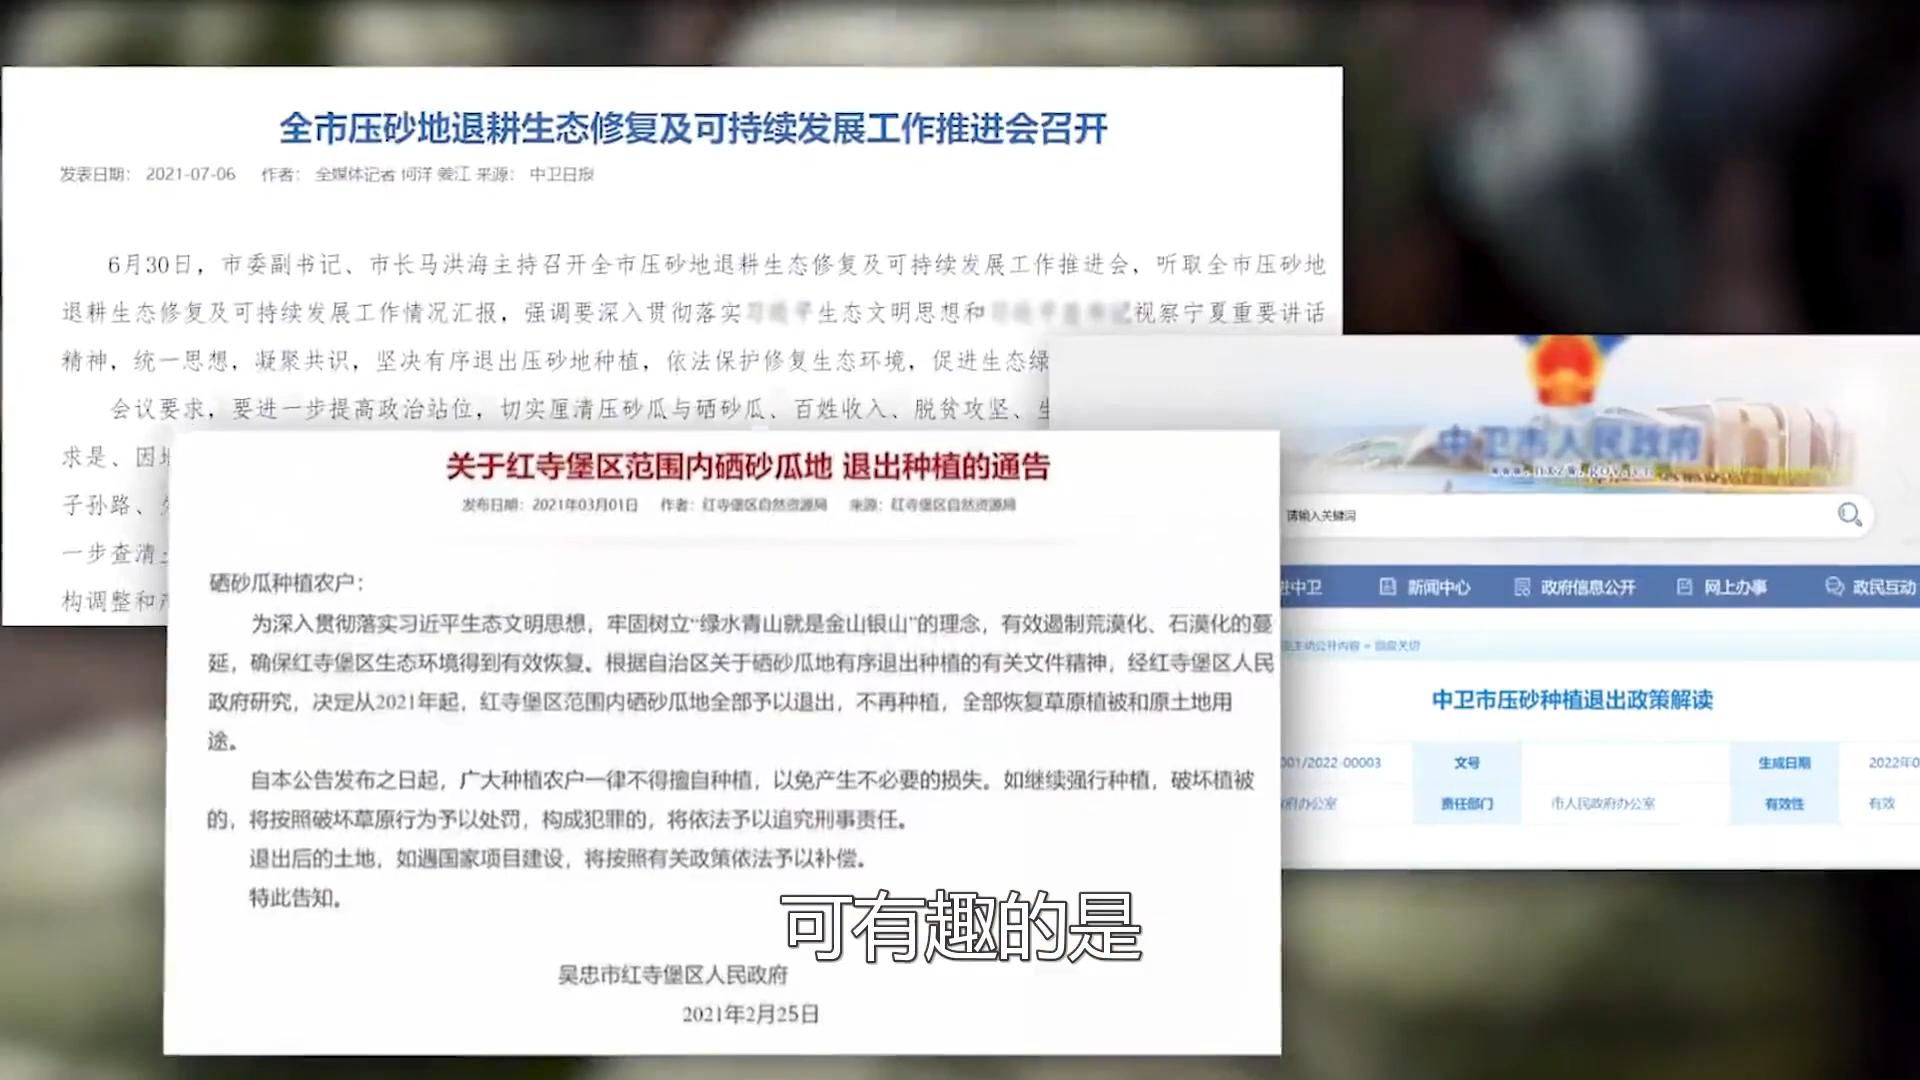 全市压砂地退耕生态修复及可持续发展工作推进会召开
发表日期： 2021-07-06 作者： 全媒体记者 何洋 姜江 来源： 中卫日报
6月30日，市委副书记、市长马洪海主持召开全市压砂地退耕生态修复及可持续发展工作推进会，听取全市压砂地
退耕生态修复及可持续发展工作情况汇报，强调要深入贯彻落实 生态文明思想和 视察宁夏重要讲话
精神，统一思想，凝聚共识，坚决有序退出压砂地种植，依法保护修复生态环境，促进生态绿
会议要求，要进一步提高政治站位，切实厘清压砂瓜与硒砂瓜、百姓收入、脱贫攻坚、
求是、因地
子孙路、
一步查清
构调整和
关于红寺堡区范围内硒砂瓜地 退出种植的通告
发布日期： 2021年03月01日 作者： 红寺堡区自然资源局 来源： 红寺堡区自然资源局
硒砂瓜种植农户：
为深入贯彻落实习近平生态文明思想，牢固树立“绿水青山就是金山银山”的理念，有效遏制荒漠化、石漠化的蔓
延，确保红寺堡区生态环境得到有效恢复。根据自治区关于硒砂瓜地有序退出种植的有关文件精神，经红寺堡区人民
政府研究，决定从2021年起，红寺堡区范围内硒砂瓜地全部予以退出，不再种植，全部恢复草原植被和原土地用
途。
自本公告发布之日起，广大种植农户一律不得擅自种植，以免产生不必要的损失。如继续强行种植，破坏植被
的，将按照破坏草原行为予以处罚，构成犯罪的，将依法予以追究刑事责任。
退出后的土地，如遇国家项目建设，将按照有关政策依法予以补偿。
特此告知。
吴忠市红寺堡区人民政府
2021年2月25日
中卫市人民政府
请输入关键词
进中卫 新闻中心 政府信息公开 网上办事 政民互动
主动公开内容 » 回应关切
中卫市压砂种植退出政策解读
001/2022-00003 文号 生成日期 2022年0
府办公室 责任部门 市人民政府办公室 有效性 有效
可有趣的是